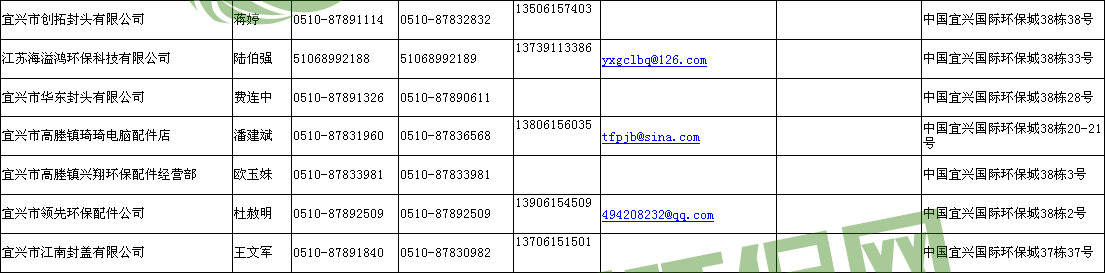 宜兴市创拓封头有限公司 蒋婷 0510-87891114 0510-87832832 13506157403 中国宜兴国际环保城38栋38号
江苏海溢鸿环保科技有限公司 陆伯强 51068992188 51068992189 13739113386 yxgclbq@126.com 中国宜兴国际环保城38栋33号
宜兴市华东封头有限公司 费连中 0510-87891326 0510-87890611 中国宜兴国际环保城38栋28号
宜兴市高塍镇琦琦电脑配件店 潘建斌 0510-87831960 0510-87836568 13806156035 tfpjb@sina.com 中国宜兴国际环保城38栋20-21
号
宜兴市高塍镇兴翔环保配件经营部 欧玉妹 0510-87833981 0510-87833981 中国宜兴国际环保城38栋3号
宜兴市领先环保配件公司 杜赦明 0510-87892509 0510-87892509 13906154509 494208232@qq.com 中国宜兴国际环保城38栋2号
宜兴市江南封盖有限公司 王文军 0510-87891840 0510-87830982 13706151501 中国宜兴国际环保城37栋37号
环保网